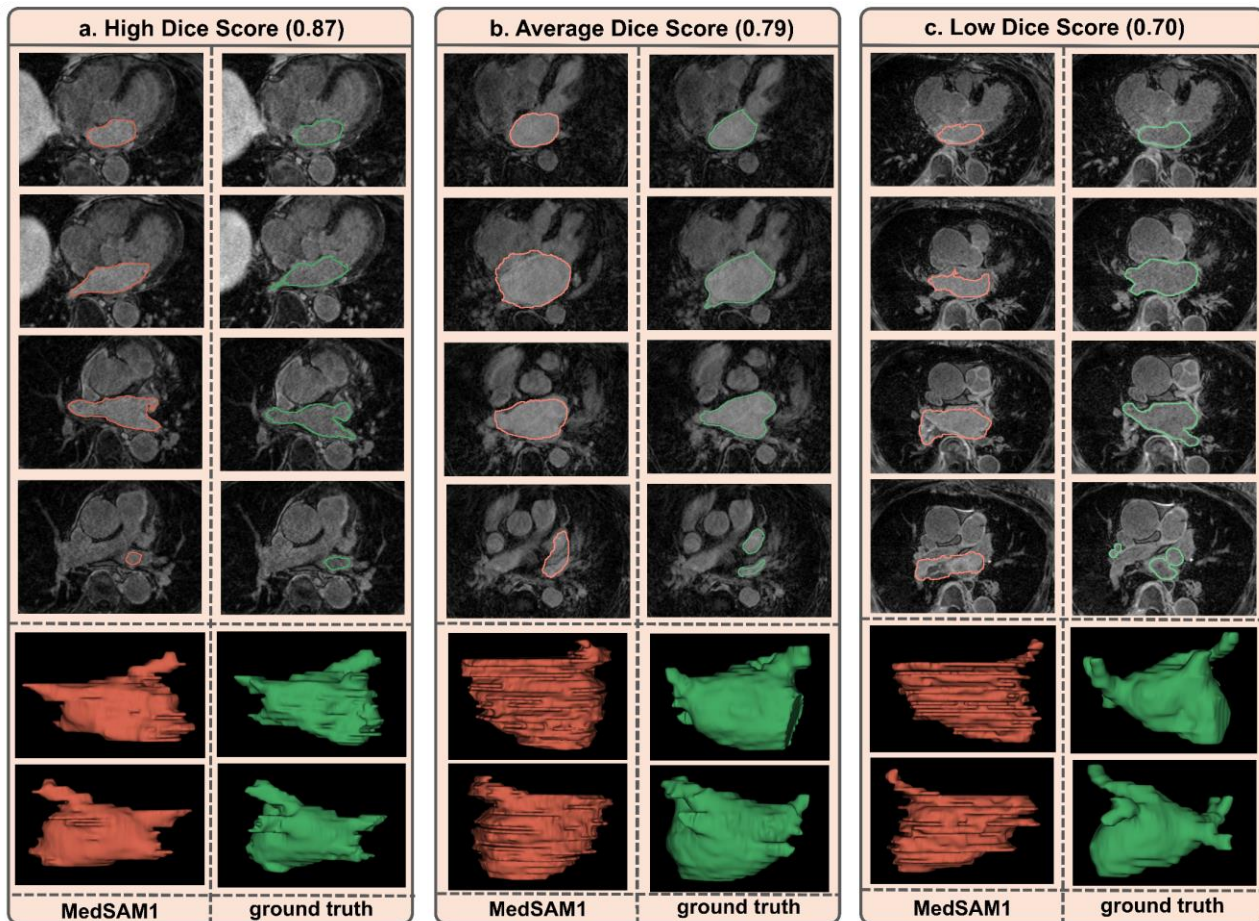 a. High Dice Score (0.87)
b. Average Dice Score (0.79)
c. Low Dice Score (0.70)
MedSAM1
ground truth
MedSAM1
ground truth
MedSAM1
ground truth